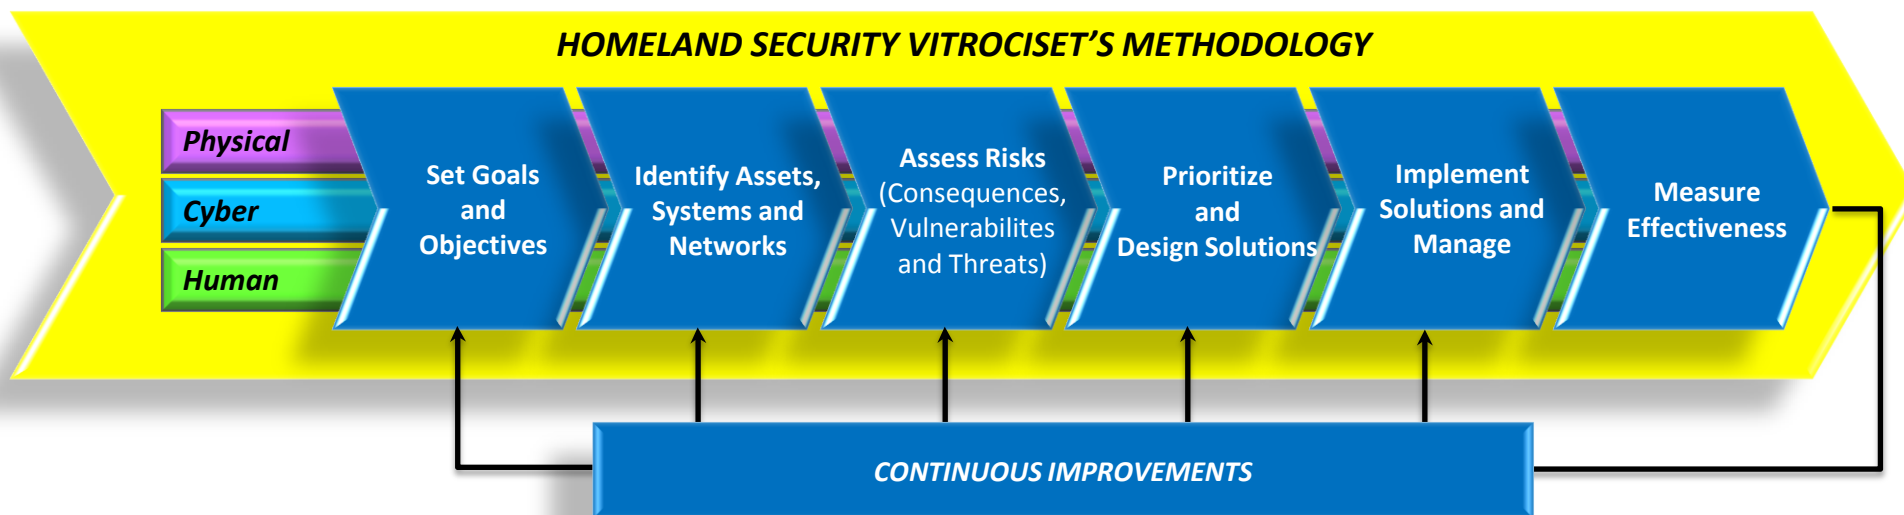 HOMELAND SECURITY VITROCISET’S METHODOLOGY
Physical
Cyber
Human
Set Goals
and
Objectives
Identify Assets,
Systems and
Networks
Assess Risks
(Consequences,
Vulnerabilites
and Threats)
Prioritize
and
Design Solutions
Implement
Solutions and
Manage
Measure
Effectiveness
CONTINUOUS IMPROVEMENTS